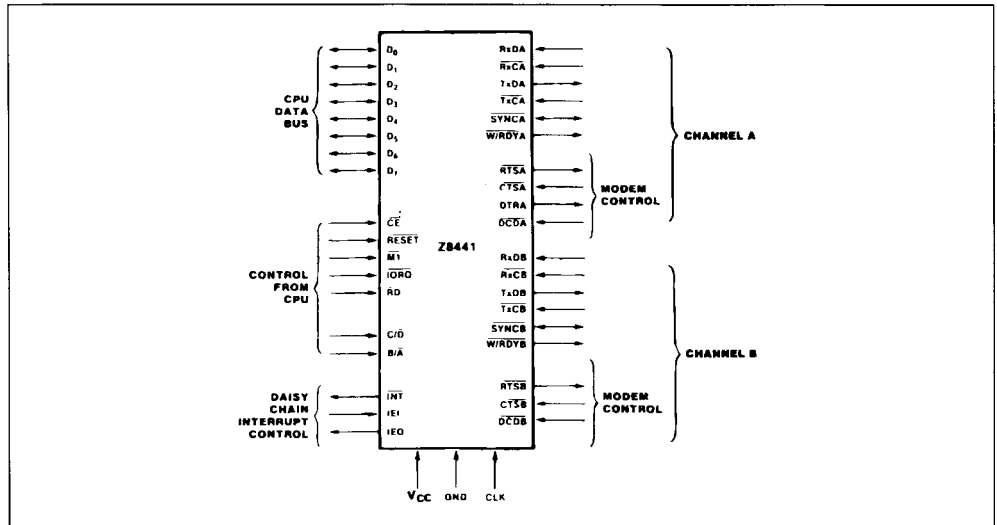 CPU
DATA
BUS
D0
D1
D2
D3
D4
D5
D6
D7
CONTROL
FROM
CPU
CE
RESET
M1
IORQ
RD
C/D
B/A
DAISY
CHAIN
INTERRUPT
CONTROL
INT
IEI
IEO
Z8441
RxDA
RxCA
TxDA
TxCA
SYNCA
W/RDYA
RTSA
CTSA
DTRA
DCDA
MODEM
CONTROL
CHANNEL A
RxDB
RxCB
TxDB
TxCB
SYNCB
W/RDYB
RTSB
CTSB
DCDB
MODEM
CONTROL
CHANNEL B
VCC GND CLK